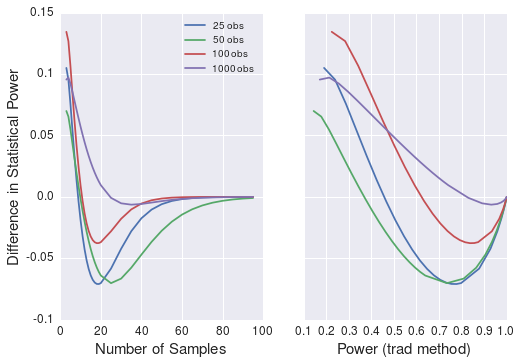 0.15
0.1
0.05
0.0
-0.05
-0.1
Difference in Statistical Power
25 obs
50 obs
100 obs
1000 obs
0 20 40 60 80 100
Number of Samples
0.1 0.2 0.3 0.4 0.5 0.6 0.7 0.8 0.9 1.0
Power (trad method)